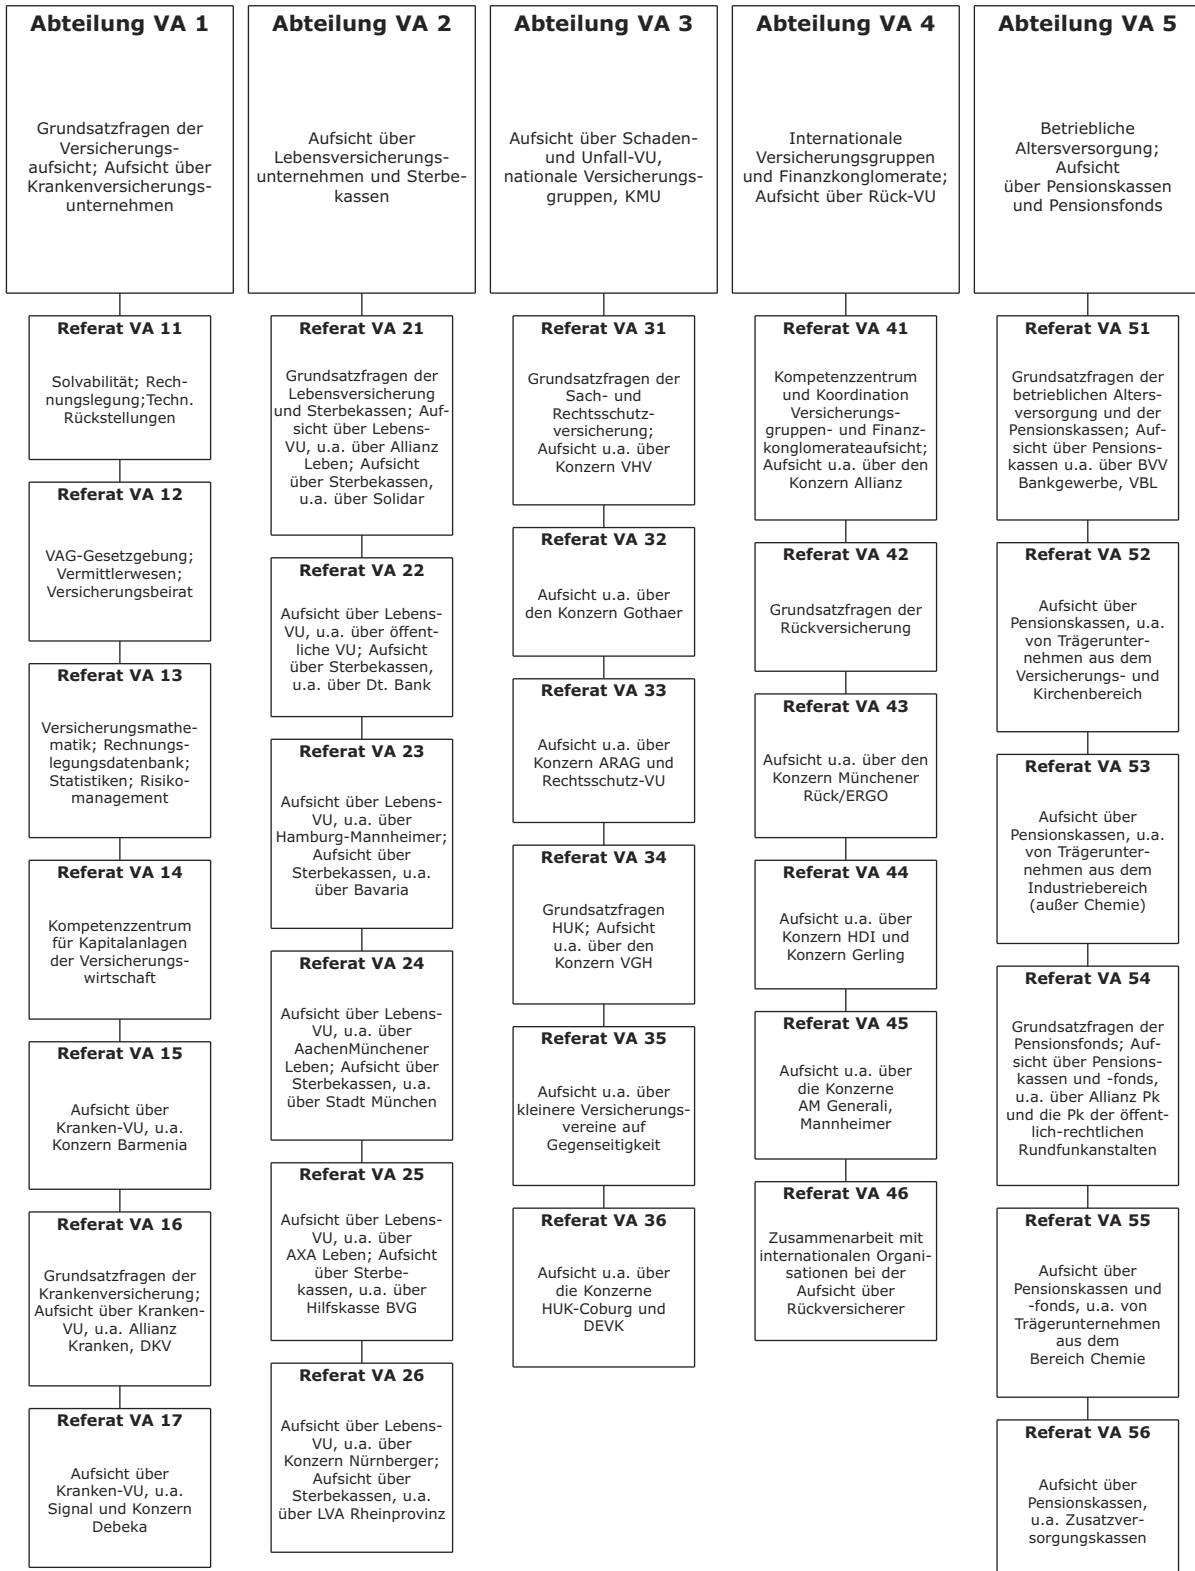 Abteilung VA 1
Grundsatzfragen der
Versicherungs-
aufsicht; Aufsicht über
Krankenversicherungs-
unternehmen
Referat VA 11
Solvabilität; Rech-
nungslegung;Techn.
Rückstellungen
Referat VA 12
VAG-Gesetzgebung;
Vermittlerwesen;
Versicherungsbeirat
Referat VA 13
Versicherungsmathe-
matik; Rechnungs-
legungsdatenbank;
Statistiken; Risiko-
management
Referat VA 14
Kompetenzzentrum
für Kapitalanlagen
der Versicherungs-
wirtschaft
Referat VA 15
Aufsicht über
Kranken-VU, u.a.
Konzern Barmenia
Referat VA 16
Grundsatzfragen der
Krankenversicherung;
Aufsicht über Kranken-
VU, u.a. Allianz
Kranken, DKV
Referat VA 17
Aufsicht über
Kranken-VU, u.a.
Signal und Konzern
Debeka
Abteilung VA 2
Aufsicht über
Lebensversicherungs-
unternehmen und Sterbe-
kassen
Referat VA 21
Grundsatzfragen der
Lebensversicherung
und Sterbekassen; Auf-
sicht über Lebens-
VU, u.a. über Allianz
Leben; Aufsicht
über Sterbekassen,
u.a. über Solidar
Referat VA 22
Aufsicht über Lebens-
VU, u.a. über öffent-
liche VU; Aufsicht
über Sterbekassen,
u.a. über Dt. Bank
Referat VA 23
Aufsicht über Lebens-
VU, u.a. über
Hamburg-Mannheimer;
Aufsicht über
Sterbekassen, u.a.
über Bavaria
Referat VA 24
Aufsicht über Lebens-
VU, u.a. über
AachenMünchener
Leben; Aufsicht über
Sterbekassen, u.a.
über Stadt München
Referat VA 25
Aufsicht über Lebens-
VU, u.a. über
AXA Leben; Aufsicht
über Sterbe-
kassen, u.a. über
Hilfskasse BVG
Referat VA 26
Aufsicht über Lebens-
VU, u.a. über
Konzern Nürnberger;
Aufsicht über
Sterbekassen, u.a.
über LVA Rheinprovinz
Abteilung VA 3
Aufsicht über Schaden-
und Unfall-VU,
nationale Versicherungs-
gruppen, KMU
Referat VA 31
Grundsatzfragen der
Sach- und
Rechtsschutz-
versicherung;
Aufsicht u.a. über
Konzern VHV
Referat VA 32
Aufsicht u.a. über
den Konzern Gothaer
Referat VA 33
Aufsicht u.a. über
Konzern ARAG und
Rechtsschutz-VU
Referat VA 34
Grundsatzfragen
HUK; Aufsicht
u.a. über den
Konzern VGH
Referat VA 35
Aufsicht u.a. über
kleinere Versicherungs-
vereine auf
Gegenseitigkeit
Referat VA 36
Aufsicht u.a. über
die Konzerne
HUK-Coburg und
DEVK
Abteilung VA 4
Internationale
Versicherungsgruppen
und Finanzkonglomerate;
Aufsicht über Rück-VU
Referat VA 41
Kompetenzzentrum
und Koordination
Versicherungs-
gruppen- und Finanz-
konglomerateaufsicht;
Aufsicht u.a. über den
Konzern Allianz
Referat VA 42
Grundsatzfragen der
Rückversicherung
Referat VA 43
Aufsicht u.a. über den
Konzern Münchener
Rück/ERGO
Referat VA 44
Aufsicht u.a. über
Konzern HDI und
Konzern Gerling
Referat VA 45
Aufsicht u.a. über
die Konzerne
AM Generali,
Mannheimer
Referat VA 46
Zusammenarbeit mit
internationalen Organi-
sationen bei der
Aufsicht über
Rückversicherer
Abteilung VA 5
Betriebliche
Altersversorgung;
Aufsicht
über Pensionskassen
und Pensionsfonds
Referat VA 51
Grundsatzfragen der
betrieblichen Alters-
versorgung und der
Pensionskassen; Auf-
sicht über Pensions-
kassen u.a. über BVV
Bankgewerbe, VBL
Referat VA 52
Aufsicht über
Pensionskassen, u.a.
von Trägerunter-
nehmen aus dem
Versicherungs- und
Kirchenbereich
Referat VA 53
Aufsicht über
Pensionskassen, u.a.
von Trägerunter-
nehmen aus dem
Industriebereich
(außer Chemie)
Referat VA 54
Grundsatzfragen der
Pensionsfonds; Auf-
sicht über Pensions-
kassen und -fonds,
u.a. über Allianz Pk
und die Pk der öffent-
lich-rechtlichen
Rundfunkanstalten
Referat VA 55
Aufsicht über
Pensionskassen und
-fonds, u.a. von
Trägerunternehmen
aus dem
Bereich Chemie
Referat VA 56
Aufsicht über
Pensionskassen,
u.a. Zusatzver-
sorgungskassen